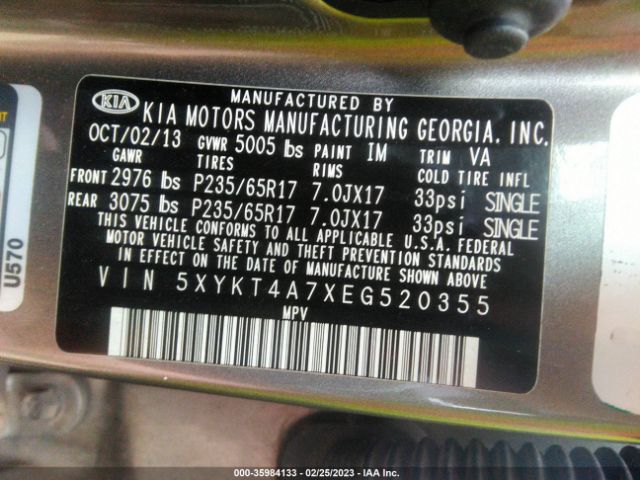 MANUFACTURED BY
KIA KIA MOTORS MANUFACTURING GEORGIA, INC.
OCT/02/13 GVWR 5005 lbs PAINT IM TRIM VA
GAWR TIRES RIMS COLD TIRE INFL
FRONT 2976 lbs P235/65R17 7.0JX17 33psi SINGLE
REAR 3075 lbs P235/65R17 7.0JX17 33psi SINGLE
THIS VEHICLE CONFORMS TO ALL APPLICABLE U.S.A. FEDERAL
MOTOR VEHICLE SAFETY AND THEFT PREVENTION STANDARDS
IN EFFECT ON THE DATE OF MANUFACTURE SHOWN ABOVE
VIN 5XYKT4A7XEG520355
MPV
U570
000-35984133 - 02/25/2023 - IAA Inc.